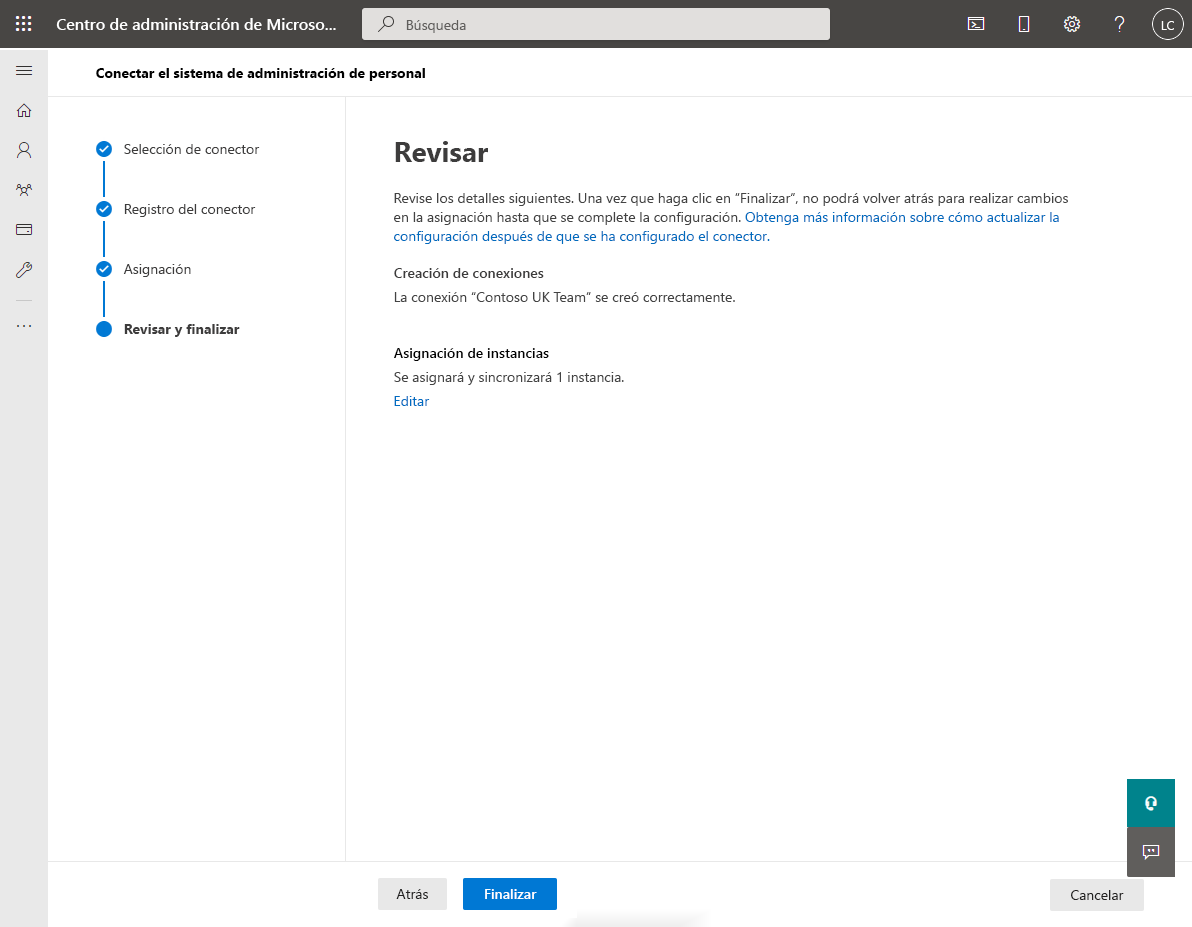 Centro de administración de Microso...
Búsqueda
LC
Conectar el sistema de administración de personal
Selección de conector
Registro del conector
Asignación
Revisar y finalizar
Revisar
Revise los detalles siguientes. Una vez que haga clic en “Finalizar”, no podrá volver atrás para realizar cambios
en la asignación hasta que se complete la configuración. Obtenga más información sobre cómo actualizar la
configuración después de que se ha configurado el conector.
Creación de conexiones
La conexión “Contoso UK Team” se creó correctamente.
Asignación de instancias
Se asignará y sincronizará 1 instancia.
Editar
Atrás
Finalizar
Cancelar